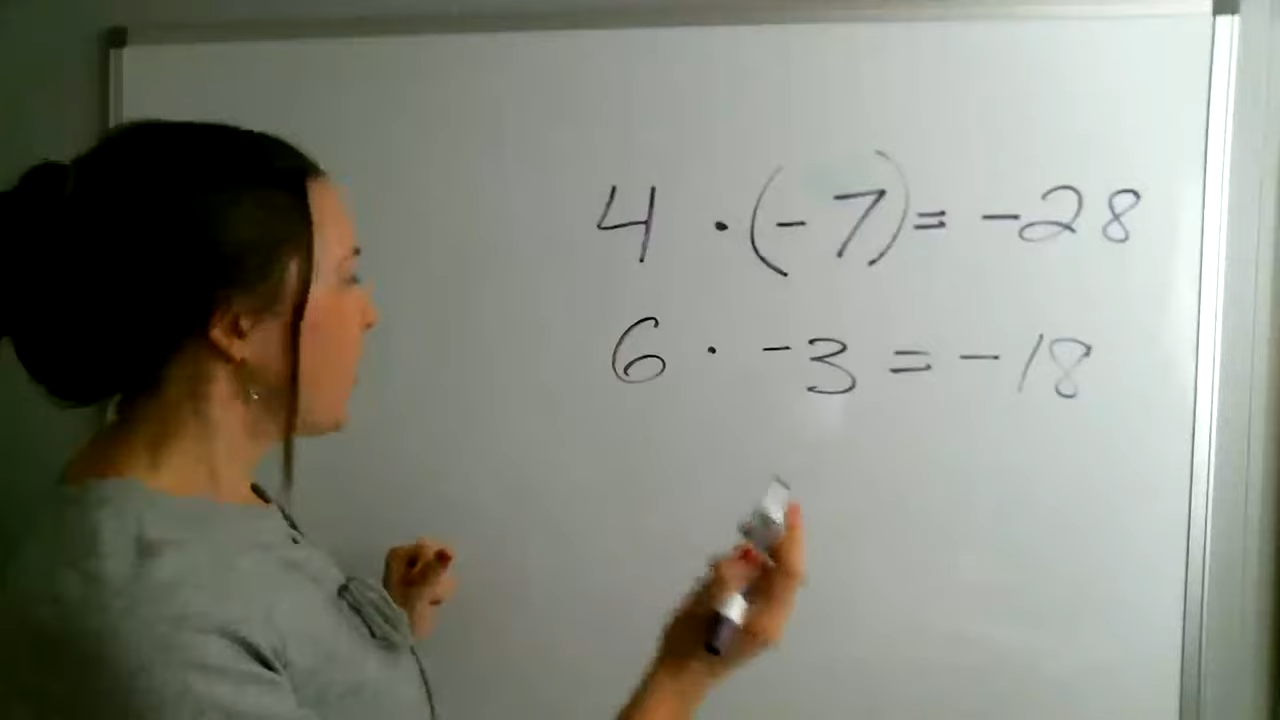 4 · (-7) = -28
6 · -3 = -18